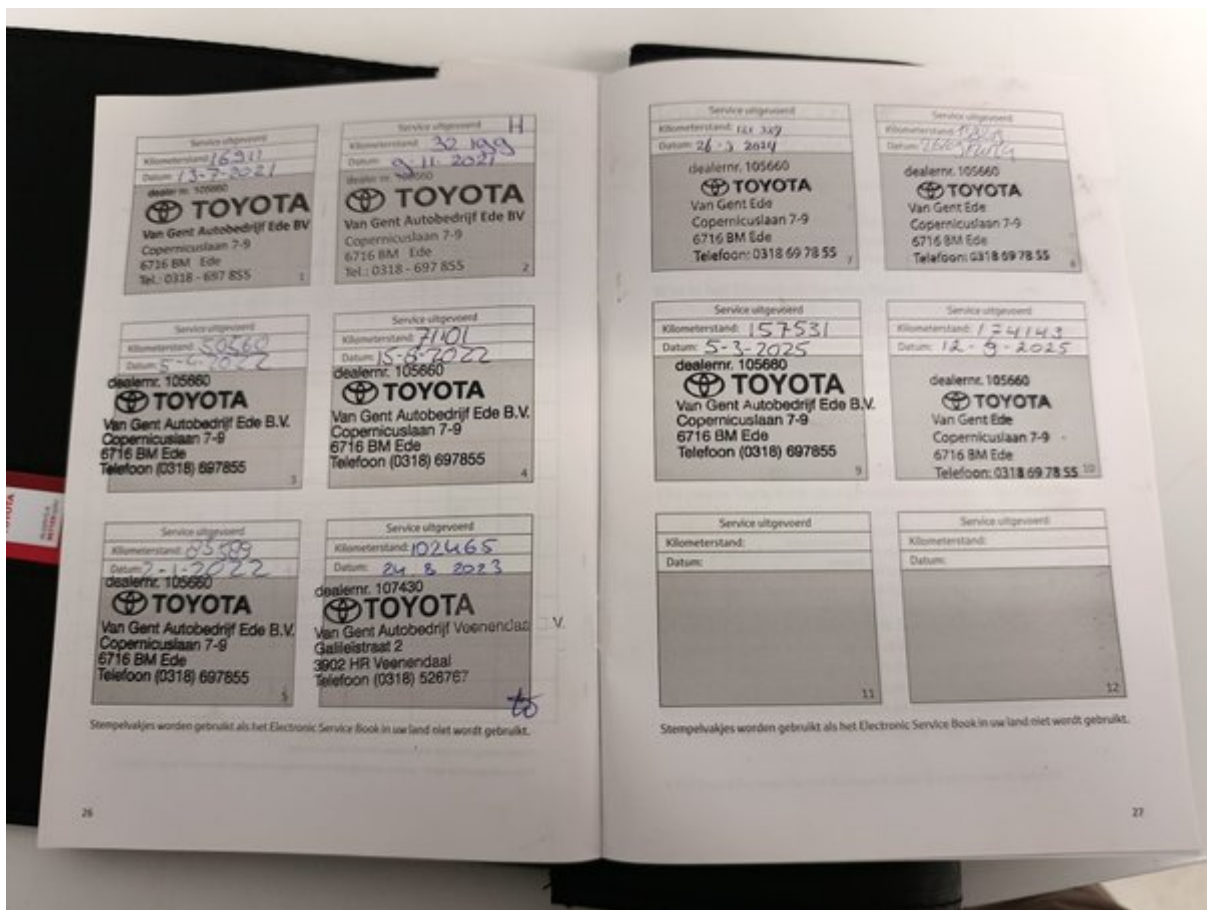 Service uitgevoerd
Kilometerstand: 16911
Datum: 13-7-2021
dealer nr. 105660
TOYOTA
Van Gent Autobedrijf Ede BV
Copernicuslaan 7-9
6716 BM Ede
Tel.: 0318 - 697 855
1
Service uitgevoerd H
Kilometerstand: 32 199
Datum: 9-11-2021
dealer nr. 105660
TOYOTA
Van Gent Autobedrijf Ede BV
Copernicuslaan 7-9
6716 BM Ede
Tel.: 0318 - 697 855
2
Service uitgevoerd
Kilometerstand: 50560
Datum: 2022
dealernr. 105660
TOYOTA
Van Gent Autobedrijf Ede B.V.
Copernicuslaan 7-9
6716 BM Ede
Telefoon (0318) 697855
3
Service uitgevoerd
Kilometerstand: 71101
Datum: 15-8-2022
dealernr. 105660
TOYOTA
Van Gent Autobedrijf Ede B.V.
Copernicuslaan 7-9
6716 BM Ede
Telefoon (0318) 697855
4
Service uitgevoerd
Kilometerstand:
Datum: 2-1-2022
dealernr. 105660
TOYOTA
Van Gent Autobedrijf Ede B.V.
Copernicuslaan 7-9
6716 BM Ede
Telefoon (0318) 697855
5
Service uitgevoerd
Kilometerstand: 102465
Datum: 24 8 2023
dealernr. 107430
TOYOTA
Van Gent Autobedrijf Veenendaal V.
Galileistraat 2
3902 HR Veenendaal
Telefoon (0318) 526767
Stempelvakjes worden gebruikt als het Electronic Service Book in uw land niet wordt gebruikt.
26
Service uitgevoerd
Kilometerstand:
Datum: 26-3 2024
dealernr. 105660
TOYOTA
Van Gent Ede
Copernicuslaan 7-9
6716 BM Ede
Telefoon: 0318 69 78 55
7
Service uitgevoerd
Kilometerstand:
Datum:
dealernr. 105660
TOYOTA
Van Gent Ede
Copernicuslaan 7-9
6716 BM Ede
Telefoon: 0318 69 78 55
Service uitgevoerd
Kilometerstand: 157531
Datum: 5-3-2025
dealernr. 105660
TOYOTA
Van Gent Autobedrijf Ede B.V.
Copernicuslaan 7-9
6716 BM Ede
Telefoon (0318) 697855
9
Service uitgevoerd
Kilometerstand: 174143
Datum: 12-9-2025
dealernr. 105660
TOYOTA
Van Gent Ede
Copernicuslaan 7-9
6716 BM Ede
Telefoon: 0318 69 78 55
10
Service uitgevoerd
Kilometerstand:
Datum:
11
Service uitgevoerd
Kilometerstand:
Datum:
12
Stempelvakjes worden gebruikt als het Electronic Service Book in uw land niet wordt gebruikt.
27